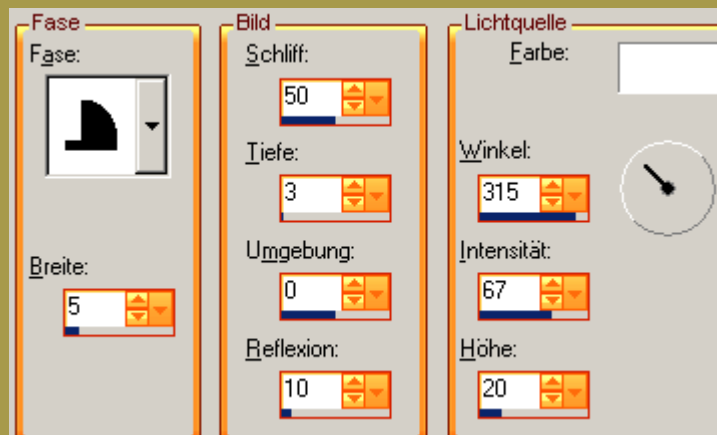 Fase
Fase:
Breite:
5
Bild
Schliff:
50
Tiefe:
3
Umgebung:
0
Reflexion:
10
Lichtquelle
Farbe:
Winkel:
315
Intensität:
67
Höhe:
20